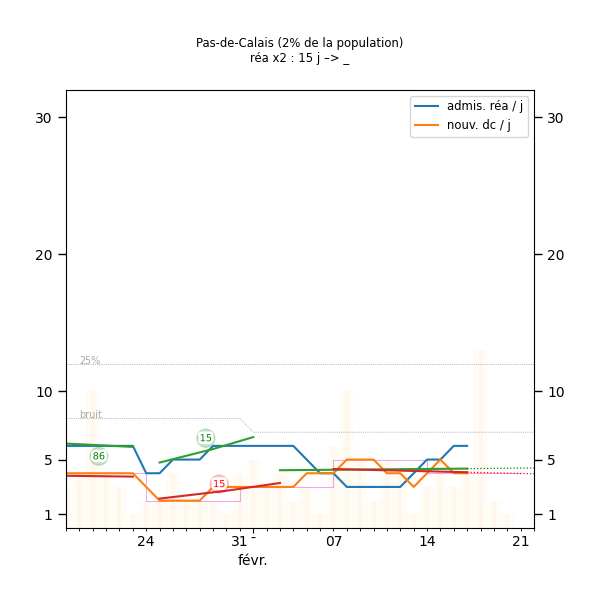 Pas-de-Calais (2% de la population)
réa x2 : 15 j –> _
admis. réa / j
nouv. dc / j
30 30
20 20
25%
10 10
bruit
15
86
5 5
15
1 1
24 31 07 14 21
févr.